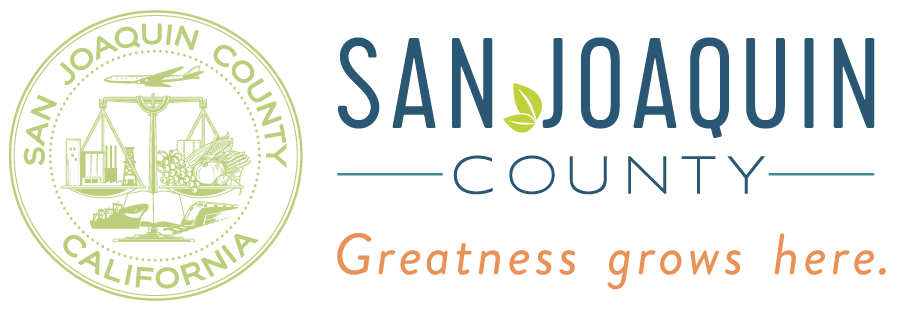 SAN JOAQUIN COUNTY
CALIFORNIA
SAN JOAQUIN
COUNTY
Greatness grows here.